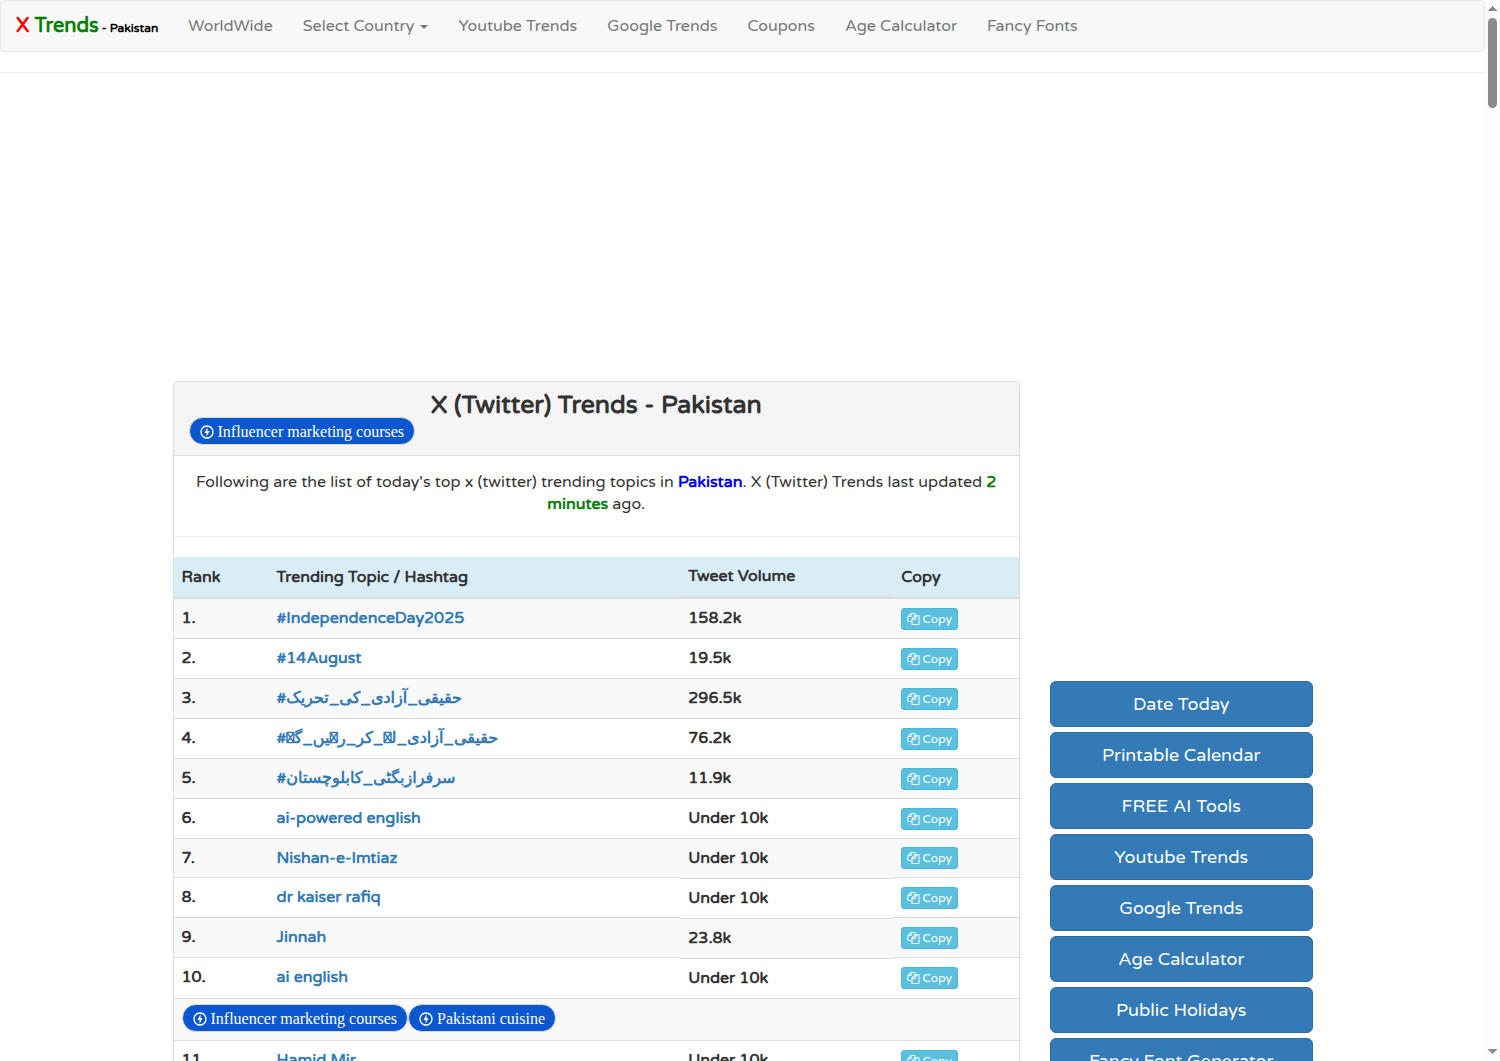 X Trends - Pakistan WorldWide Select Country Youtube Trends Google Trends Coupons Age Calculator Fancy Fonts
X (Twitter) Trends - Pakistan
Influencer marketing courses
Following are the list of today's top x (twitter) trending topics in Pakistan. X (Twitter) Trends last updated 2
minutes ago.
Rank Trending Topic / Hashtag Tweet Volume Copy
1. #IndependenceDay2025 158.2k Copy
2. #14August 19.5k Copy
3. #حقیقی_آزادی_کی_تحریک 296.5k Copy
4. #حقیقی_آزادی_کر 76.2k Copy
5. #سرفرازبگٹی_کابلوچستان 11.9k Copy
6. ai-powered english Under 10k Copy
7. Nishan-e-Imtiaz Under 10k Copy
8. dr kaiser rafiq Under 10k Copy
9. Jinnah 23.8k Copy
10. ai english Under 10k Copy
Influencer marketing courses Pakistani cuisine
11. Hamid Mir Under 10k Copy
Date Today
Printable Calendar
FREE AI Tools
Youtube Trends
Google Trends
Age Calculator
Public Holidays
Fancy Font Generator